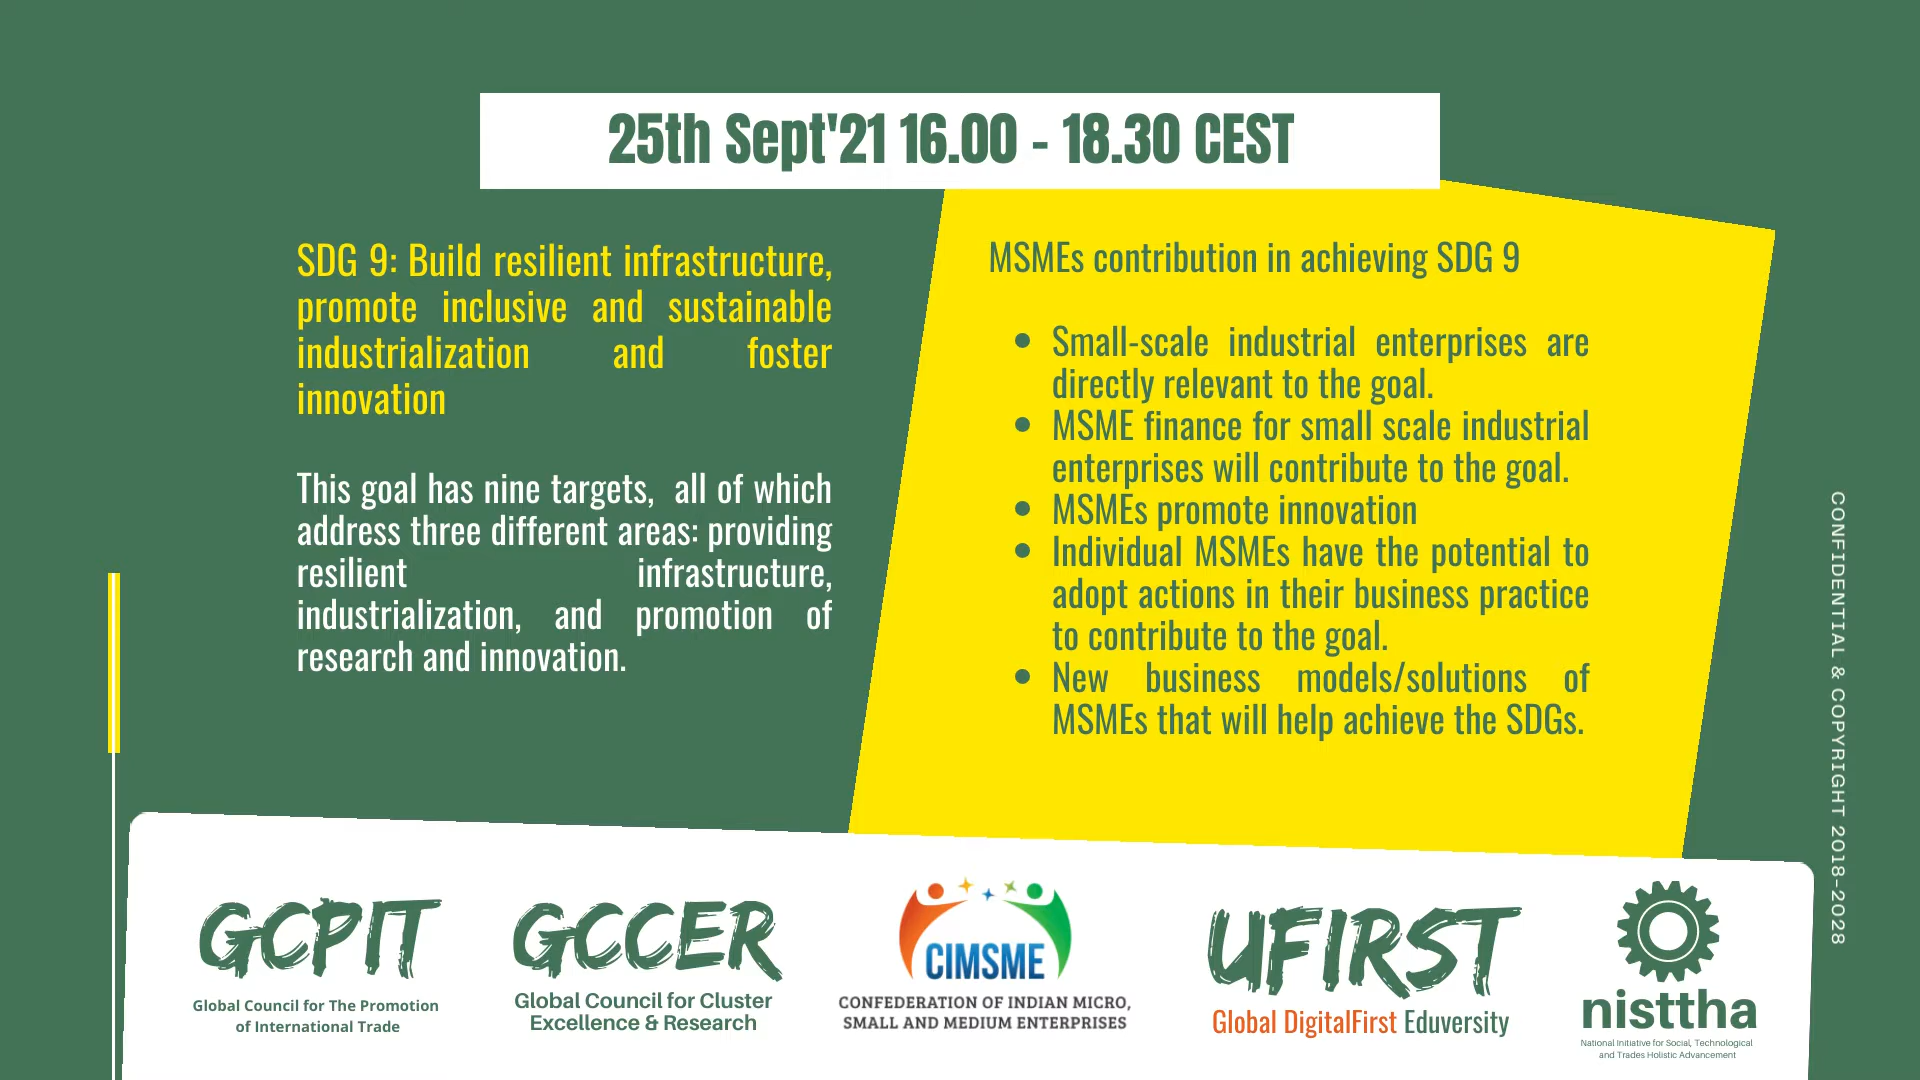 25th Sept'21 16.00 - 18.30 CEST
SDG 9: Build resilient infrastructure,
promote inclusive and sustainable
industrialization and foster
innovation
This goal has nine targets, all of which
address three different areas: providing
resilient infrastructure,
industrialization, and promotion of
research and innovation.
MSMEs contribution in achieving SDG 9
• Small-scale industrial enterprises are
directly relevant to the goal.
• MSME finance for small scale industrial
enterprises will contribute to the goal.
• MSMEs promote innovation
• Individual MSMEs have the potential to
adopt actions in their business practice
to contribute to the goal.
• New business models/solutions of
MSMEs that will help achieve the SDGs.
CONFIDENTIAL & COPYRIGHT 2018-2028
GCPIT
Global Council for The Promotion
of International Trade
GCCER
Global Council for Cluster
Excellence & Research
CIMSME
CONFEDERATION OF INDIAN MICRO,
SMALL AND MEDIUM ENTERPRISES
UFIRST
Global DigitalFirst Eduversity
nisttha
National Initiative for Social, Technological
and Trades Holistic Advancement